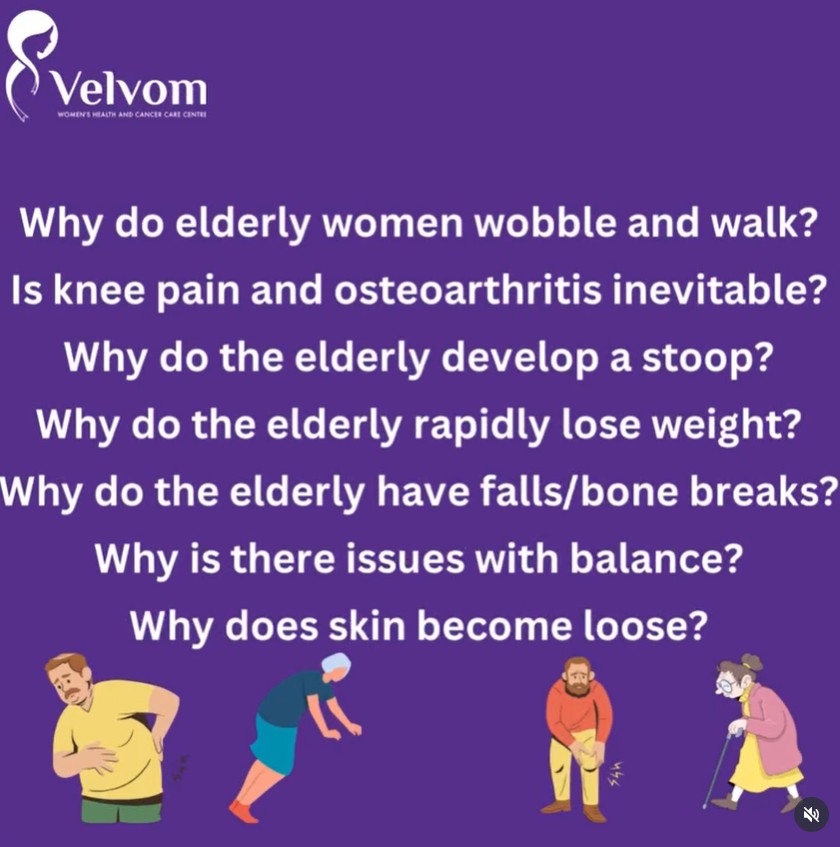 Velvom
WOMEN'S HEALTH AND CANCER CARE CENTRE
Why do elderly women wobble and walk?
Is knee pain and osteoarthritis inevitable?
Why do the elderly develop a stoop?
Why do the elderly rapidly lose weight?
Why do the elderly have falls/bone breaks?
Why is there issues with balance?
Why does skin become loose?